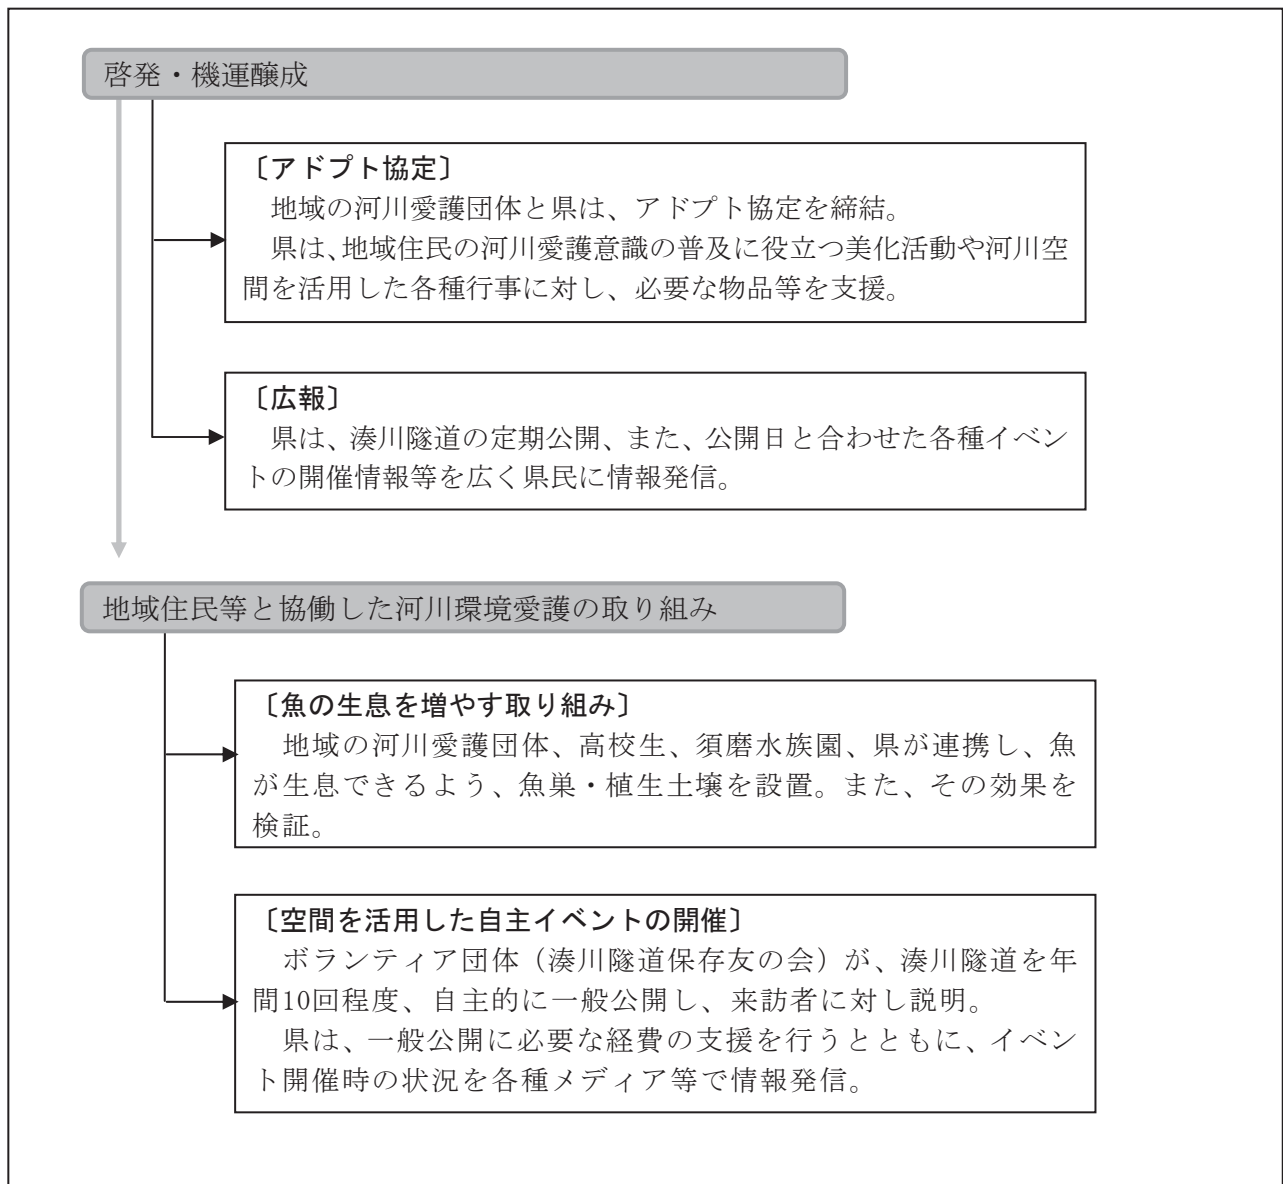 啓発・機運醸成
〔アドプト協定〕
地域の河川愛護団体と県は、アドプト協定を締結。
県は、地域住民の河川愛護意識の普及に役立つ美化活動や河川空
間を活用した各種行事に対し、必要な物品等を支援。
〔広報〕
県は、湊川隧道の定期公開、また、公開日と合わせた各種イベン
トの開催情報等を広く県民に情報発信。
地域住民等と協働した河川環境愛護の取り組み
〔魚の生息を増やす取り組み〕
地域の河川愛護団体、高校生、須磨水族園、県が連携し、魚
が生息できるよう、魚巣・植生土壌を設置。また、その効果を
検証。
〔空間を活用した自主イベントの開催〕
ボランティア団体（湊川隧道保存友の会）が、湊川隧道を年
間10回程度、自主的に一般公開し、来訪者に対し説明。
県は、一般公開に必要な経費の支援を行うとともに、イベン
ト開催時の状況を各種メディア等で情報発信。